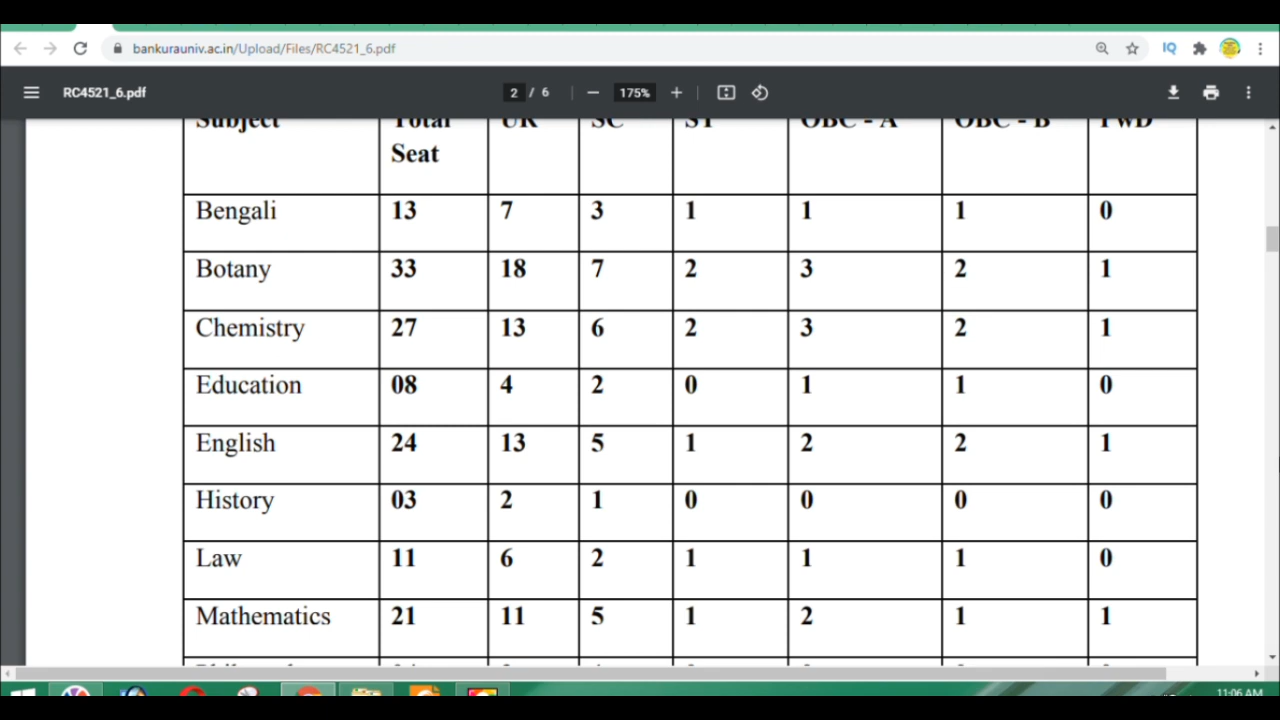 bankurauniv.ac.in/Upload/Files/RC4521_6.pdf
IQ
RC4521_6.pdf
2 / 6
175%
Subject Total Seat UR SC ST OBC - A OBC - B PwD
Bengali 13 7 3 1 1 1 0
Botany 33 18 7 2 3 2 1
Chemistry 27 13 6 2 3 2 1
Education 08 4 2 0 1 1 0
English 24 13 5 1 2 2 1
History 03 2 1 0 0 0 0
Law 11 6 2 1 1 1 0
Mathematics 21 11 5 1 2 1 1
11:06 AM